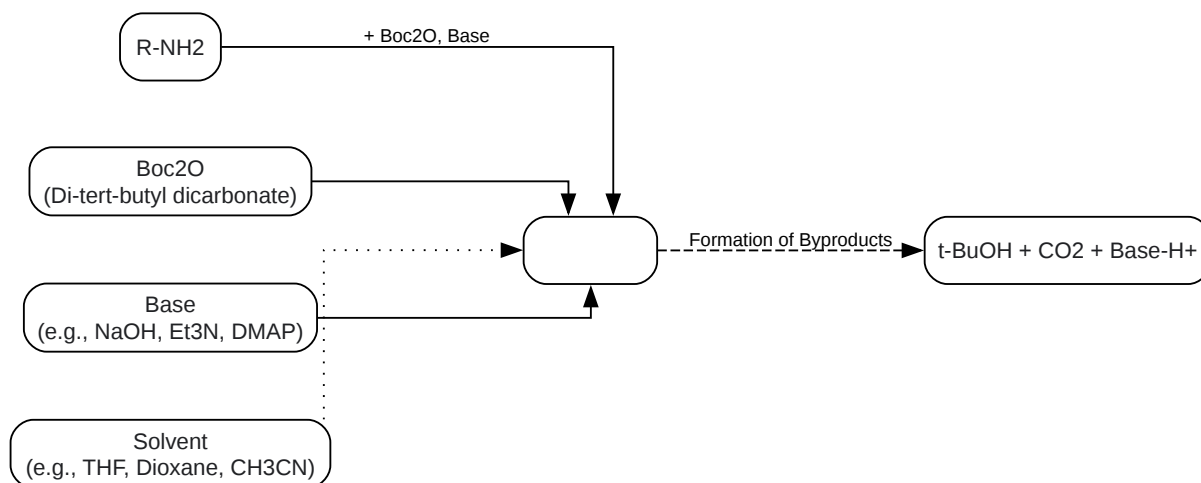 R-NH2
+ Boc2O, Base
Boc2O
(Di-tert-butyl dicarbonate)
Formation of Byproducts
t-BuOH + CO2 + Base-H+
Base
(e.g., NaOH, Et3N, DMAP)
Solvent
(e.g., THF, Dioxane, CH3CN)